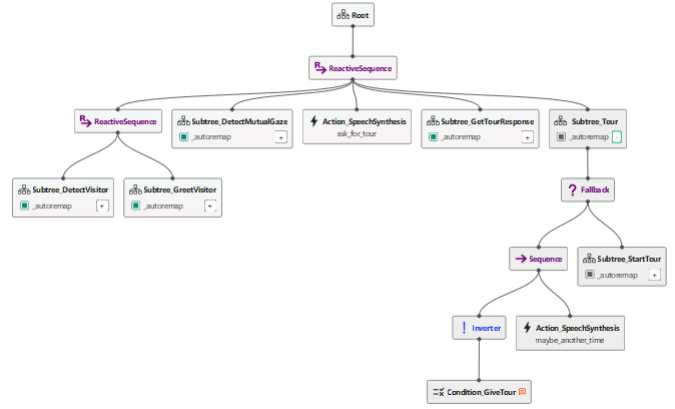 Root
ReactiveSequence
ReactiveSequence
Subtree_DetectMutualGaze
_autoremap
Action_SpeechSynthesis
ask_for_tour
Subtree_GetTourResponse
_autoremap
Subtree_Tour
_autoremap
Subtree_DetectVisitor
_autoremap
Subtree_GreetVisitor
_autoremap
Fallback
Sequence
Subtree_StartTour
_autoremap
Inverter
Action_SpeechSynthesis
maybe_another_time
Condition_GiveTour